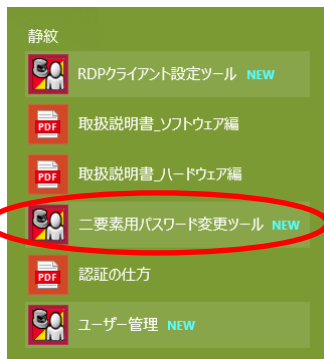 静紋
RDPクライアント設定ツール NEW
PDF 取扱説明書_ソフトウェア編
PDF 取扱説明書_ハードウェア編
二要素用パスワード変更ツール NEW
PDF 認証の仕方
ユーザー管理 NEW